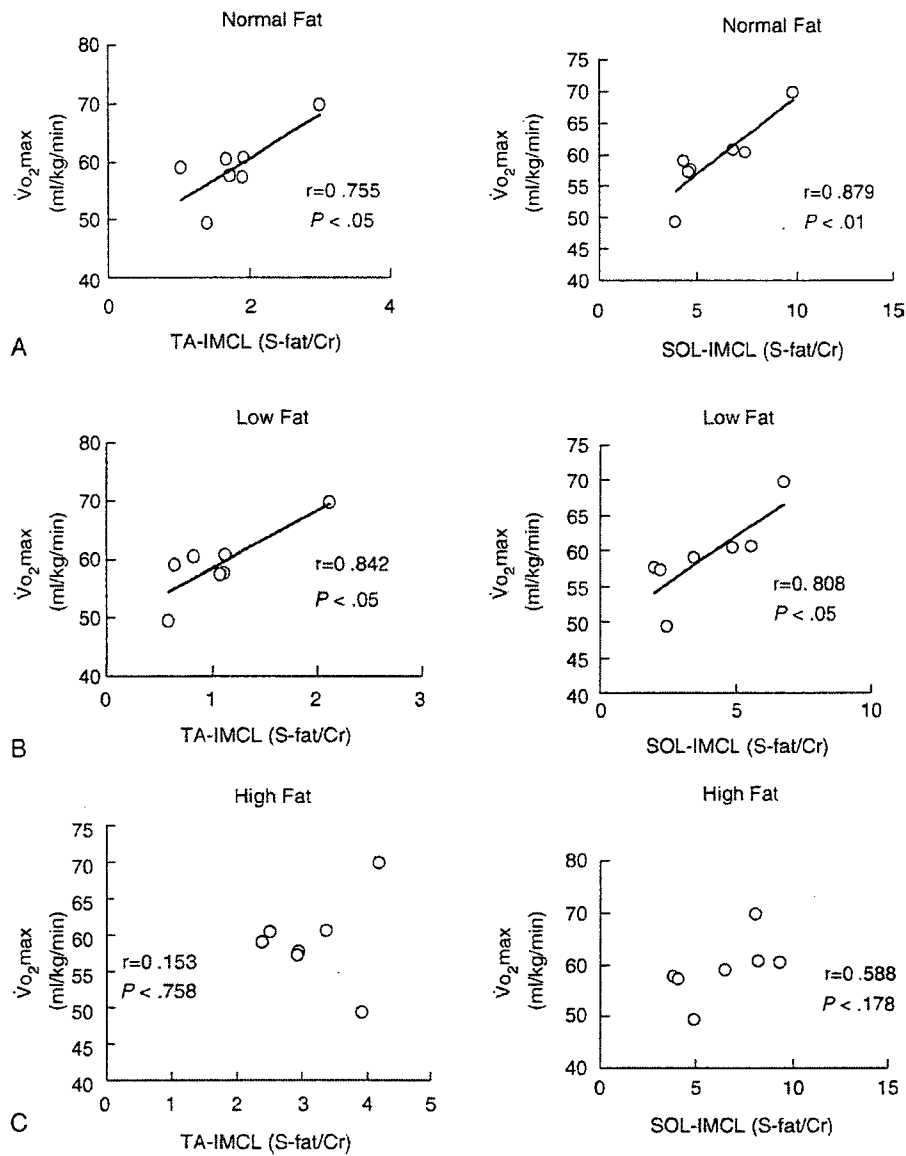 Normal Fat
80
70
60
50
40
V̇o₂max
(ml/kg/min)
r=0.755
P < .05
0
2
4
TA-IMCL (S-fat/Cr)
A
Normal Fat
75
70
65
60
55
50
45
40
V̇o₂max
(ml/kg/min)
r=0.879
P < .01
0
5
10
15
SOL-IMCL (S-fat/Cr)
Low Fat
80
70
60
50
40
V̇o₂max
(ml/kg/min)
r=0.842
P < .05
0
1
2
3
TA-IMCL (S-fat/Cr)
B
Low Fat
75
70
65
60
55
50
45
40
V̇o₂max
(ml/kg/min)
r=0.808
P < .05
0
5
10
SOL-IMCL (S-fat/Cr)
High Fat
75
70
65
60
55
50
45
40
V̇o₂max
(ml/kg/min)
r=0.153
P < .758
0
1
2
3
4
5
TA-IMCL (S-fat/Cr)
C
High Fat
80
70
60
50
40
V̇o₂max
(ml/kg/min)
r=0.588
P < .178
0
5
10
15
SOL-IMCL (S-fat/Cr)